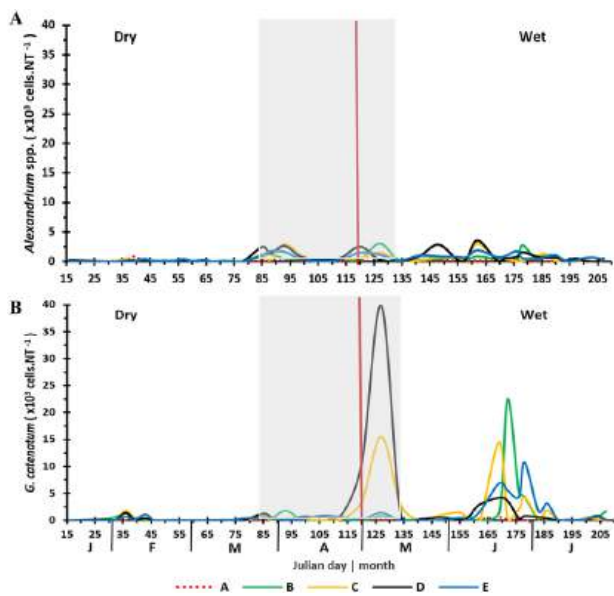 A
Dry
Wet
Alexandrium spp. ( x10³ cells.NT⁻¹ )
40
35
30
25
20
15
10
5
0
15 25 35 45 55 65 75 85 95 105 115 125 135 145 155 165 175 185 195 205
B
Dry
Wet
G. catenatum ( x10³ cells.NT⁻¹ )
40
35
30
25
20
15
10
5
0
15 25 35 45 55 65 75 85 95 105 115 125 135 145 155 165 175 185 195 205
J F M A M J J
Julian day | month
A B C D E